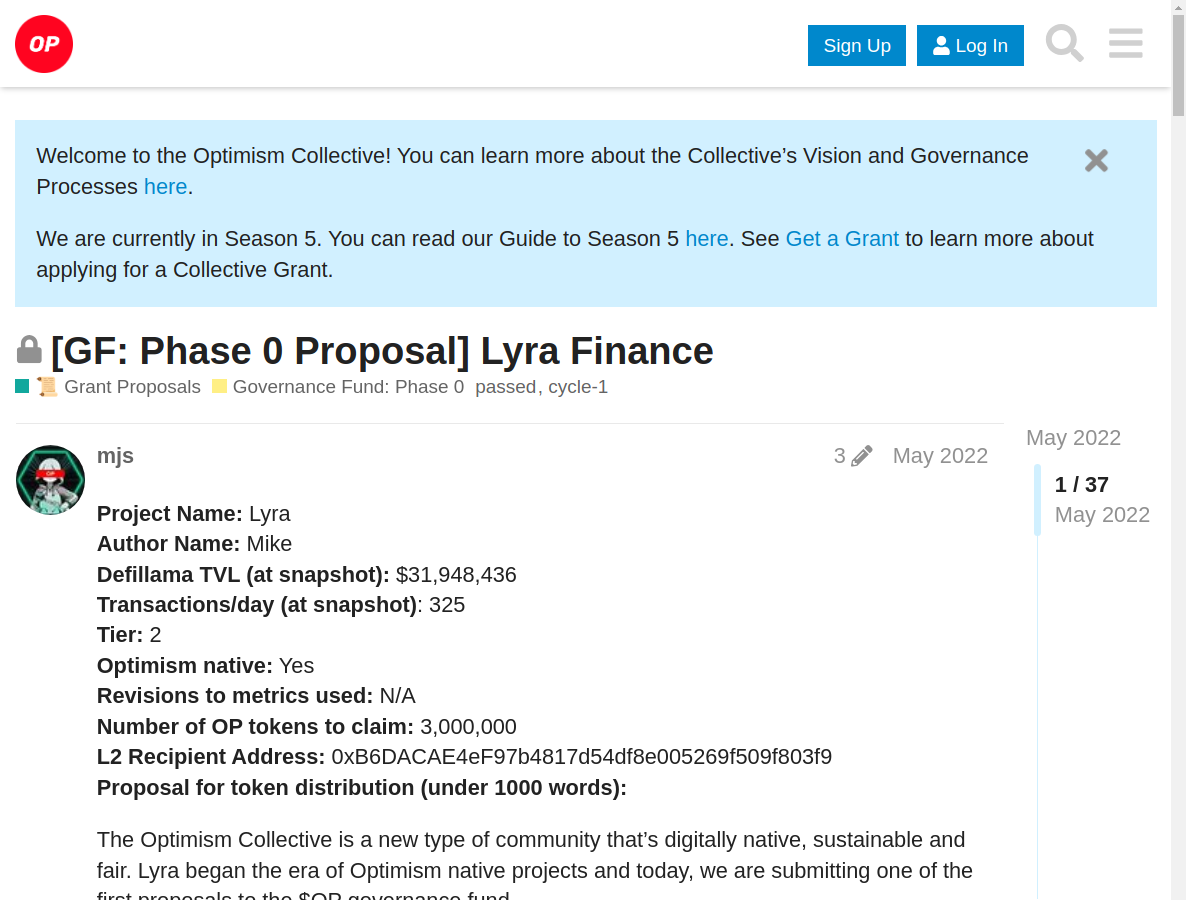 OP
Sign Up
Log In
Welcome to the Optimism Collective! You can learn more about the Collective’s Vision and Governance
Processes here.
We are currently in Season 5. You can read our Guide to Season 5 here. See Get a Grant to learn more about
applying for a Collective Grant.
[GF: Phase 0 Proposal] Lyra Finance
📜 Grant Proposals Governance Fund: Phase 0 passed, cycle-1
mjs
3 May 2022
May 2022
1 / 37
May 2022
Project Name: Lyra
Author Name: Mike
Defillama TVL (at snapshot): $31,948,436
Transactions/day (at snapshot): 325
Tier: 2
Optimism native: Yes
Revisions to metrics used: N/A
Number of OP tokens to claim: 3,000,000
L2 Recipient Address: 0xB6DACAE4eF97b4817d54df8e005269f509f803f9
Proposal for token distribution (under 1000 words):
The Optimism Collective is a new type of community that’s digitally native, sustainable and
fair. Lyra began the era of Optimism native projects and today, we are submitting one of the
first proposals to the $OP governance fund.